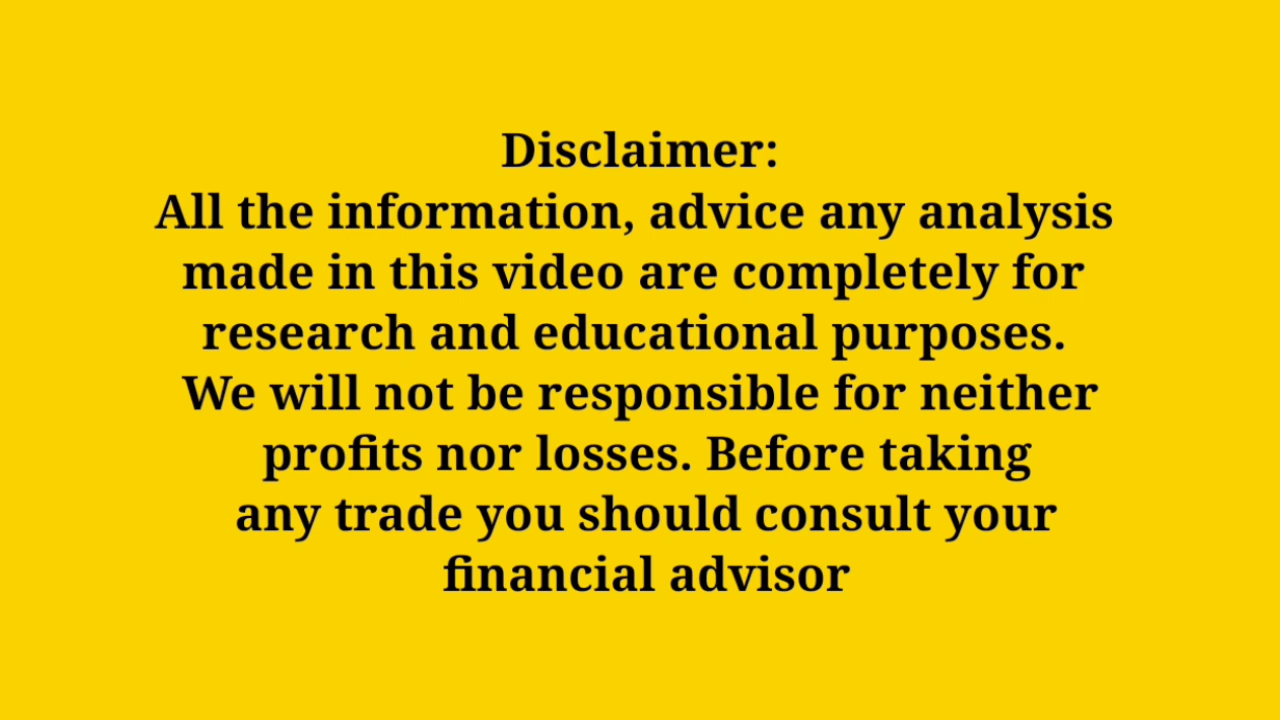 Disclaimer:
All the information, advice any analysis
made in this video are completely for
research and educational purposes.
We will not be responsible for neither
profits nor losses. Before taking
any trade you should consult your
financial advisor